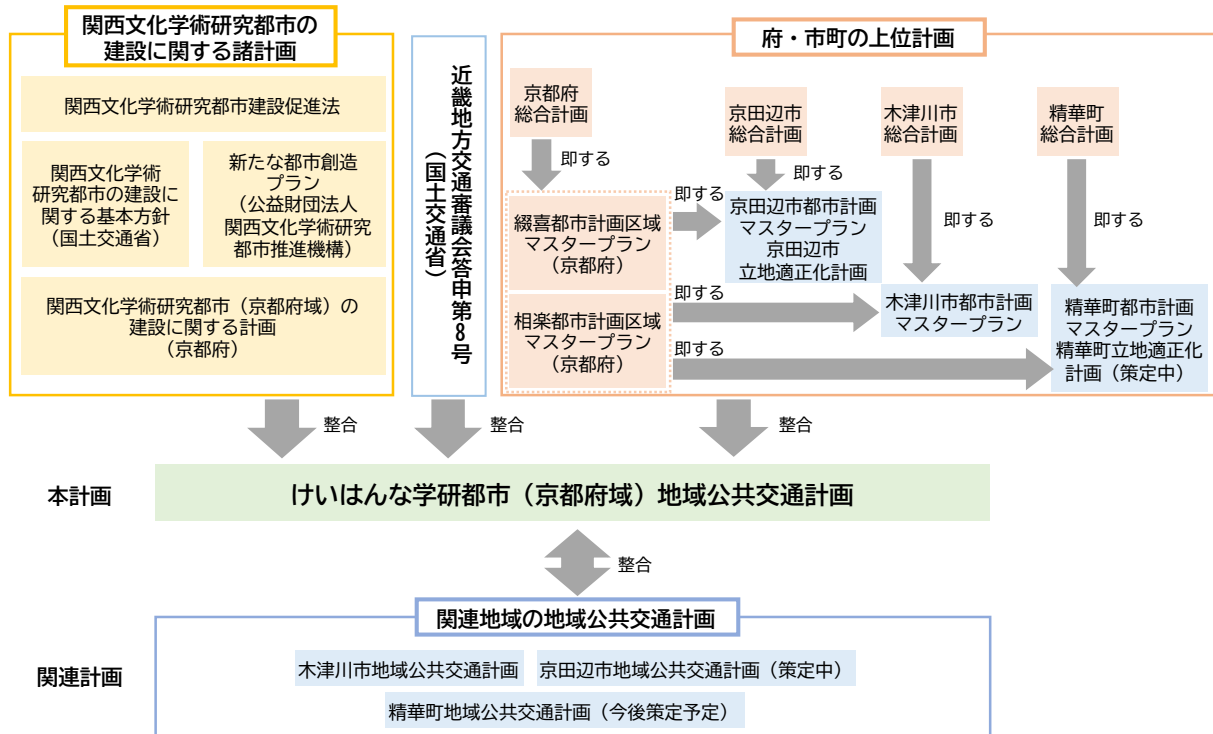 関西文化学術研究都市の
建設に関する諸計画
関西文化学術研究都市建設促進法
関西文化学術
研究都市の建設に
関する基本方針
（国土交通省）
新たな都市創造
プラン
（公益財団法人
関西文化学術研究
都市推進機構）
関西文化学術研究都市（京都府域）の
建設に関する計画
（京都府）
近畿地方交通審議会答申第8号
（国土交通省）
府・市町の上位計画
京都府
総合計画
京田辺市
総合計画
木津川市
総合計画
精華町
総合計画
即する
即する
即する
即する
綴喜都市計画区域
マスタープラン
（京都府）
即する
京田辺市都市計画
マスタープラン
京田辺市
立地適正化計画
相楽都市計画区域
マスタープラン
（京都府）
即する
木津川市都市計画
マスタープラン
即する
精華町都市計画
マスタープラン
精華町立地適正化
計画（策定中）
整合
整合
整合
本計画
けいはんな学研都市（京都府域）地域公共交通計画
整合
関連計画
関連地域の地域公共交通計画
木津川市地域公共交通計画
京田辺市地域公共交通計画（策定中）
精華町地域公共交通計画（今後策定予定）